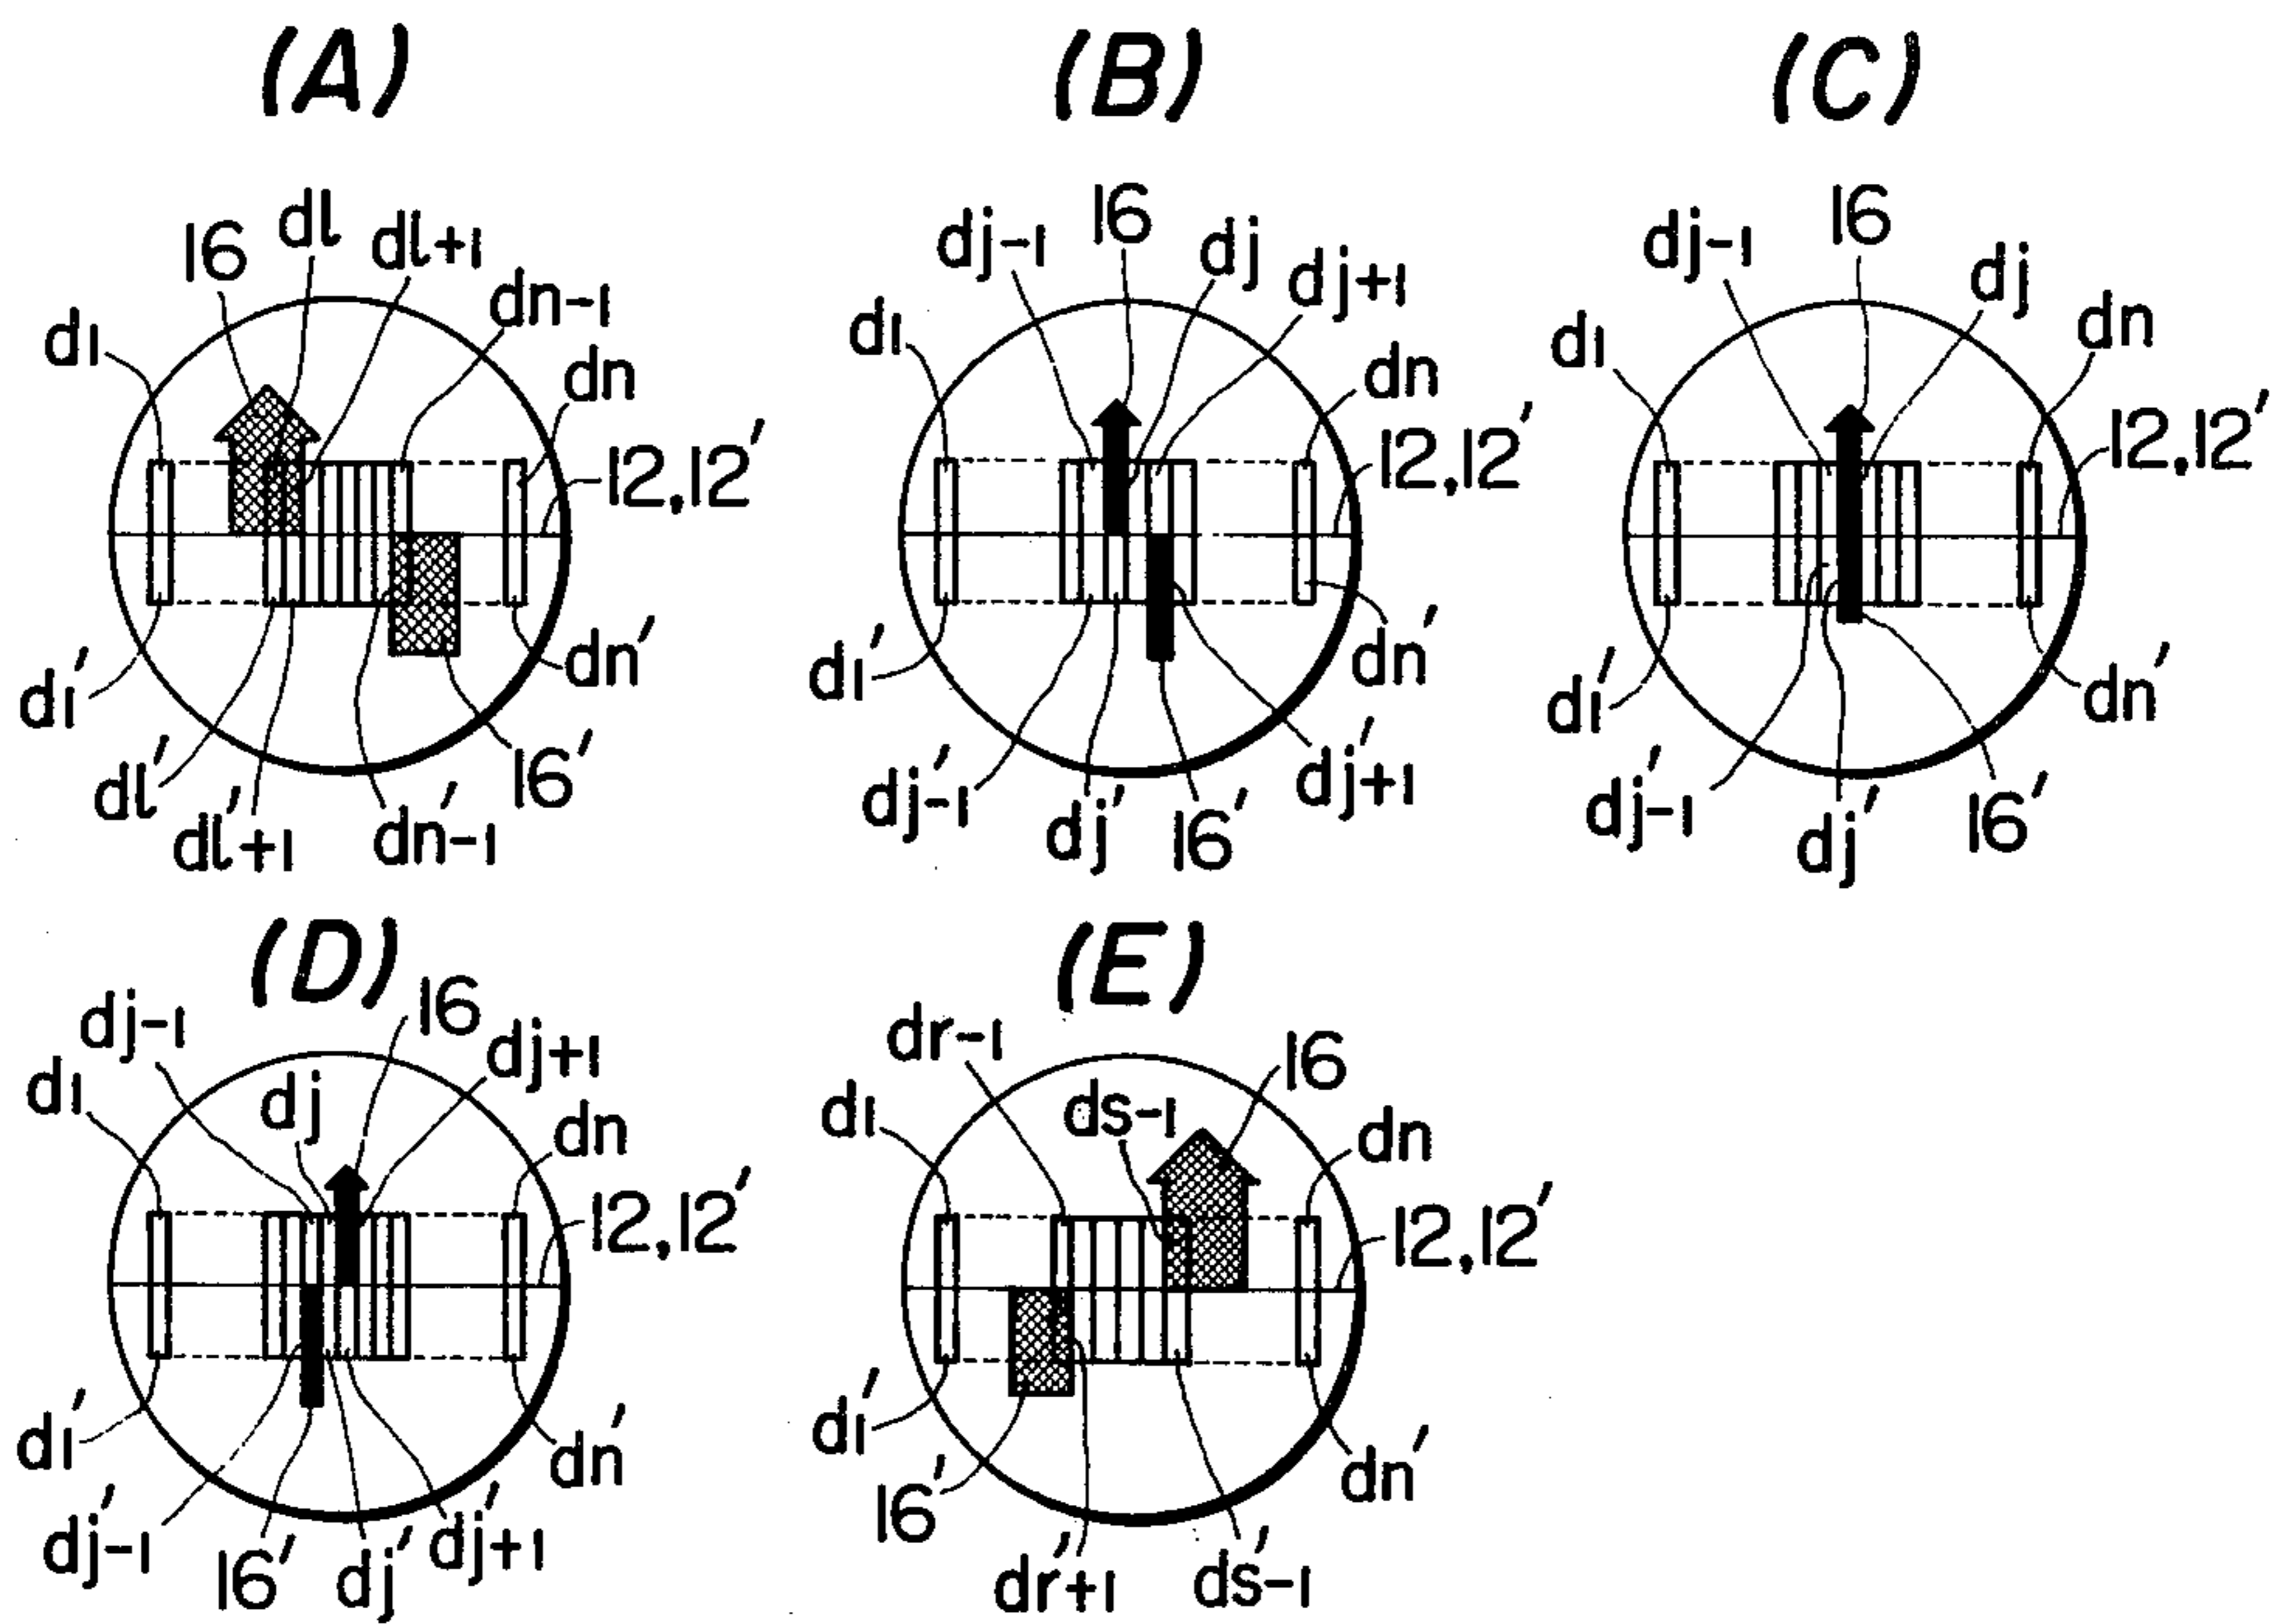 (A) (B) (C)
16 dl dl+1 dn-1 dj-1 16 dj dj+1 dj-1 16 dj
d1 dn 12,12' d1 dn 12,12' d1 dn 12,12'
d1' dl' dl'+1 dn'-1 16' dn' d1' dj'-1 dj' 16' dj'+1 dn' d1' dj'-1 dj' 16' dn'
(D) (E)
dj-1 dj 16 dj+1 dr-1 ds-1 16
d1 dn 12,12' d1 dn 12,12'
d1' dj'-1 16' dj' dj'+1 dn' d1' 16' dr'+1 ds'-1 dn'